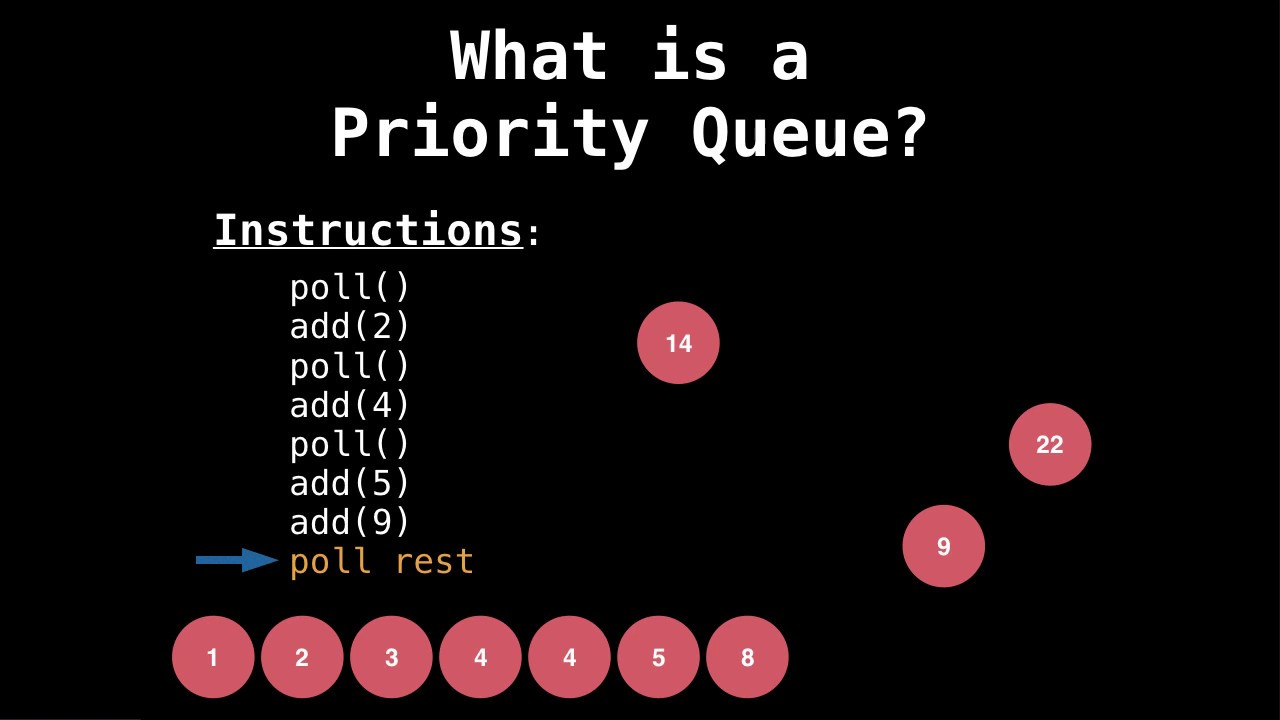 What is a
Priority Queue?
Instructions:
poll()
add(2)
poll()
add(4)
poll()
add(5)
add(9)
poll rest
14
22
9
1 2 3 4 4 5 8